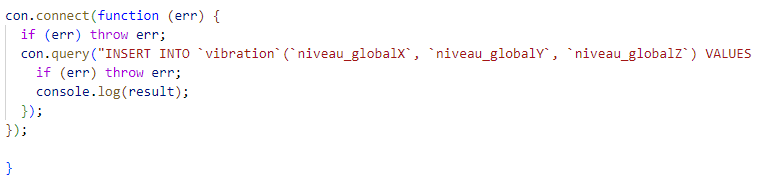 con.connect(function (err) {
if (err) throw err;
con.query("INSERT INTO `vibration`(`niveau_globalX`, `niveau_globalY`, `niveau_globalZ`) VALUES
if (err) throw err;
console.log(result);
});
});
}